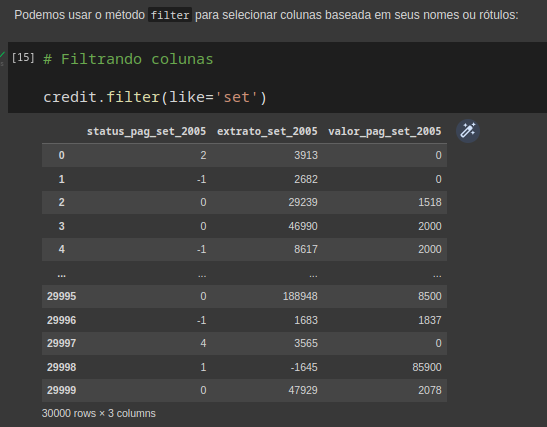 Podemos usar o método filter para selecionar colunas baseada em seus nomes ou rótulos:
[15] # Filtrando colunas
credit.filter(like='set')
status_pag_set_2005 extrato_set_2005 valor_pag_set_2005
0 2 3913 0
1 -1 2682 0
2 0 29239 1518
3 0 46990 2000
4 -1 8617 2000
... ... ... ...
29995 0 188948 8500
29996 -1 1683 1837
29997 4 3565 0
29998 1 -1645 85900
29999 0 47929 2078
30000 rows × 3 columns